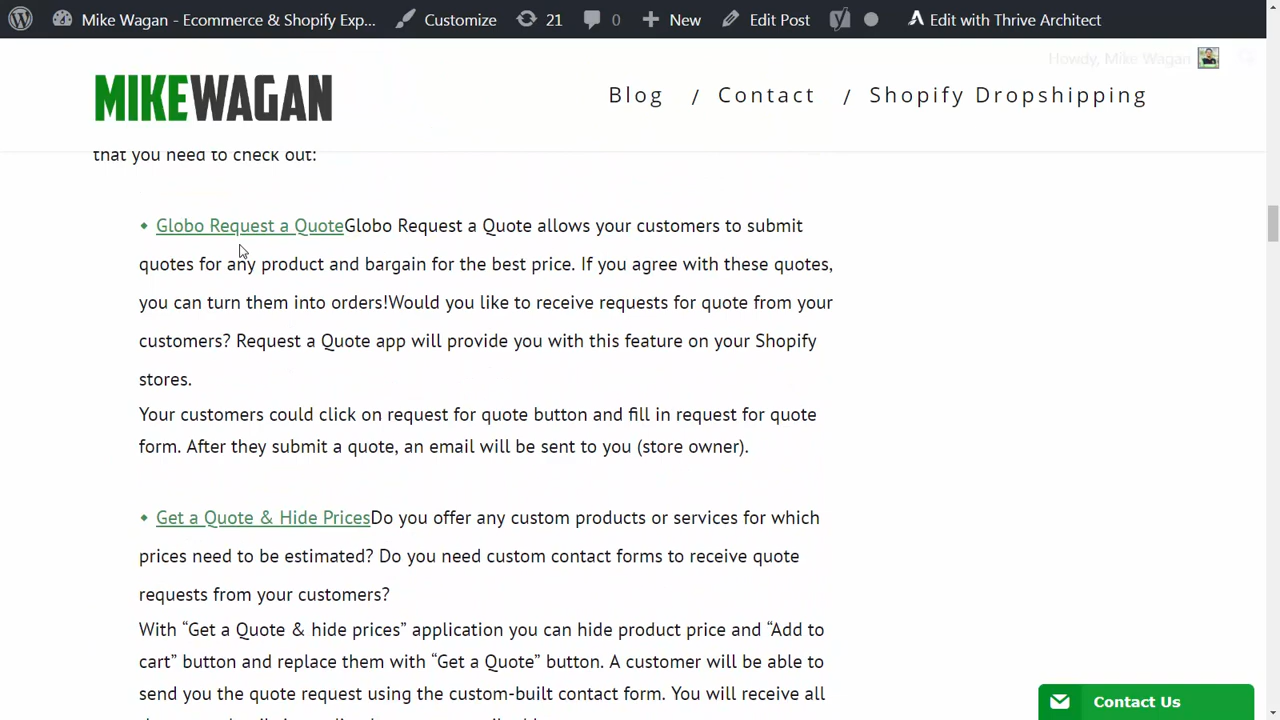 Mike Wagan - Ecommerce & Shopify Exp... Customize 21 0 New Edit Post Edit with Thrive Architect
Howdy, Mike Wagan
MIKEWAGAN
Blog / Contact / Shopify Dropshipping
that you need to check out:
Globo Request a QuoteGlobo Request a Quote allows your customers to submit
quotes for any product and bargain for the best price. If you agree with these quotes,
you can turn them into orders!Would you like to receive requests for quote from your
customers? Request a Quote app will provide you with this feature on your Shopify
stores.
Your customers could click on request for quote button and fill in request for quote
form. After they submit a quote, an email will be sent to you (store owner).
Get a Quote & Hide PricesDo you offer any custom products or services for which
prices need to be estimated? Do you need custom contact forms to receive quote
requests from your customers?
With “Get a Quote & hide prices” application you can hide product price and “Add to
cart” button and replace them with “Get a Quote” button. A customer will be able to
send you the quote request using the custom-built contact form. You will receive all
Contact Us